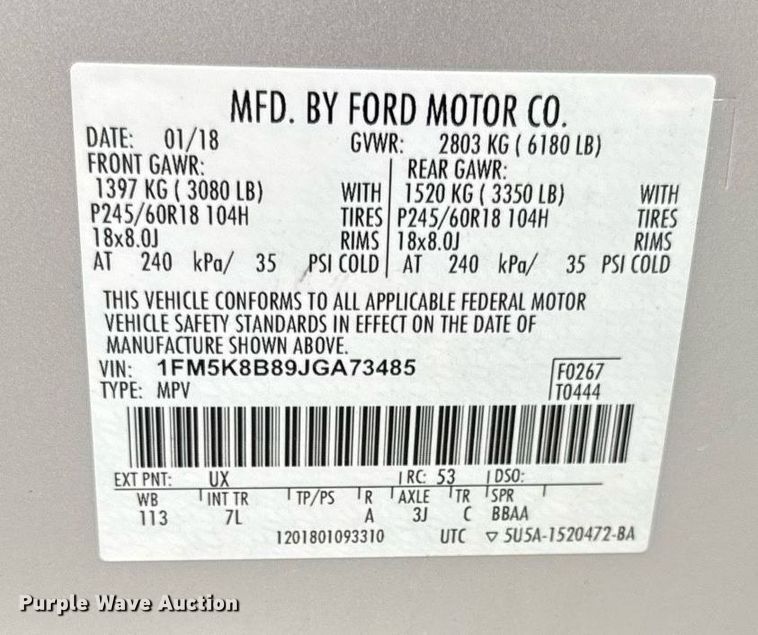 MFD. BY FORD MOTOR CO.
DATE: 01/18 GVWR: 2803 KG ( 6180 LB)
FRONT GAWR: REAR GAWR:
1397 KG ( 3080 LB) WITH 1520 KG ( 3350 LB) WITH
P245/60R18 104H TIRES P245/60R18 104H TIRES
18x8.0J RIMS 18x8.0J RIMS
AT 240 kPa/ 35 PSI COLD AT 240 kPa/ 35 PSI COLD
THIS VEHICLE CONFORMS TO ALL APPLICABLE FEDERAL MOTOR
VEHICLE SAFETY STANDARDS IN EFFECT ON THE DATE OF
MANUFACTURE SHOWN ABOVE.
VIN: 1FM5K8B89JGA73485 F0267
TYPE: MPV T0444
EXT PNT: UX RC: 53 DSO:
WB INT TR TP/PS R AXLE TR SPR
113 7L A 3J C BBAA
1201801093310 UTC ▽ 5U5A-1520472-BA
Purple Wave Auction